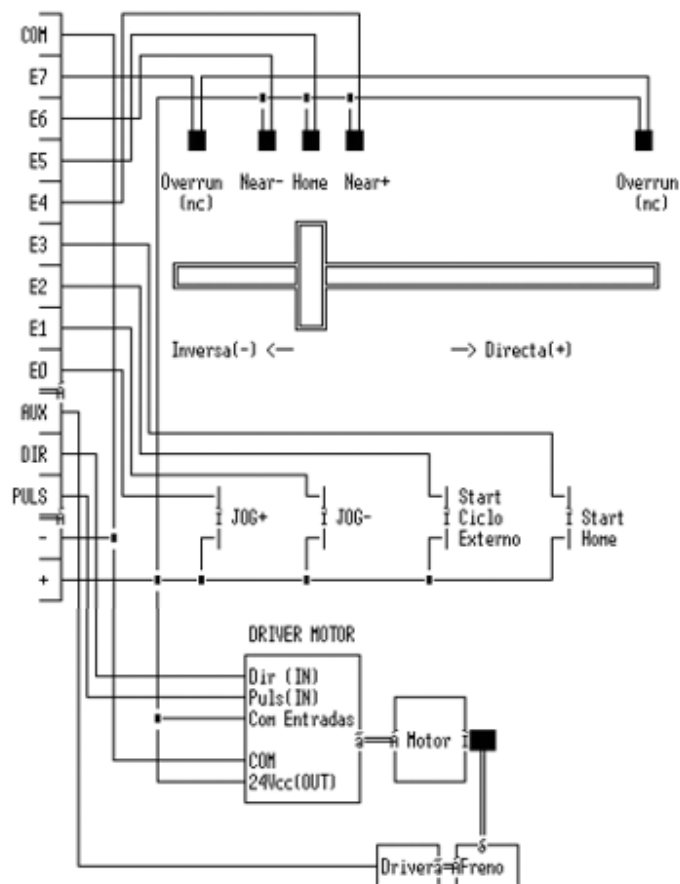 COM
E7
E6
E5
E4
E3
E2
E1
E0
AUX
DIR
PULS
-
+
Overrun
(nc)
Near-
Home
Near+
Overrun
(nc)
Inversa(-) <—
—> Directa(+)
JOG+
JOG-
Start
Ciclo
Externo
Start
Home
DRIVER MOTOR
Dir (IN)
Puls(IN)
Com Entradas
COM
24Vcc(OUT)
Motor
Driver
Freno